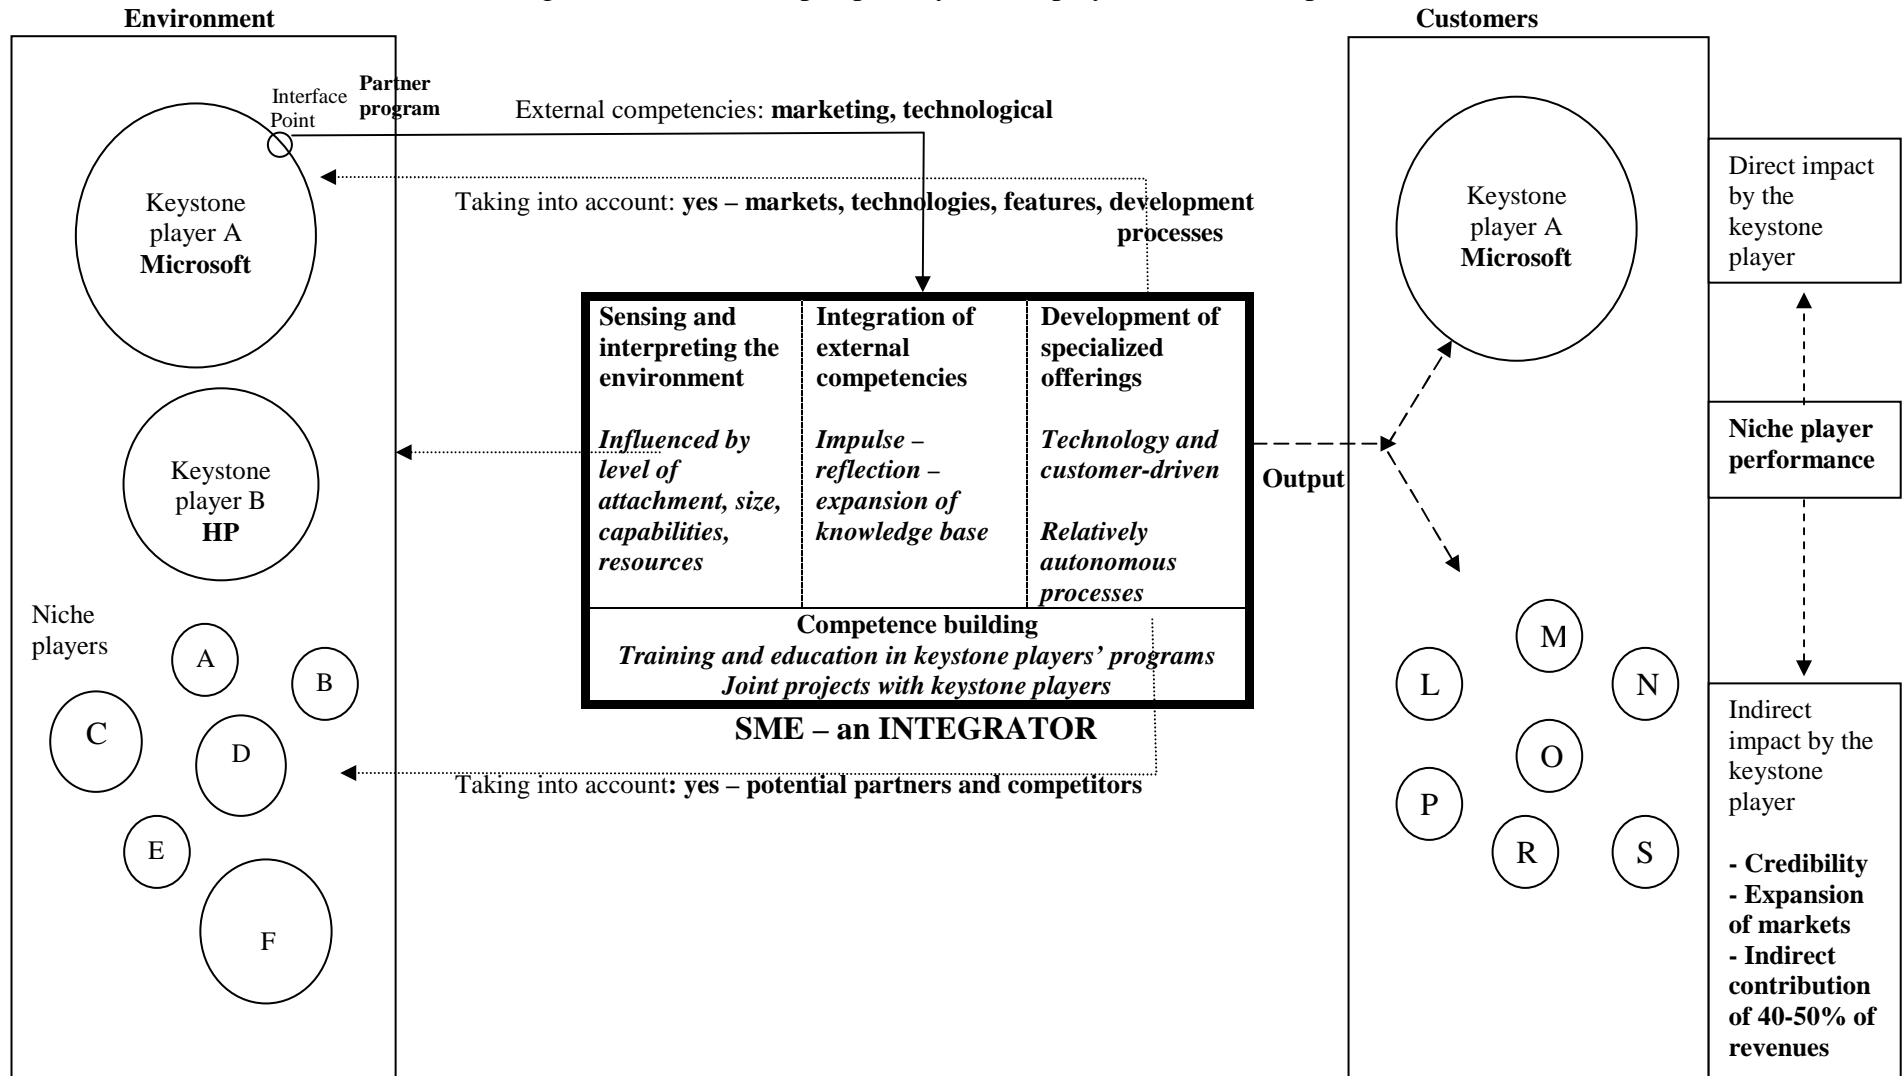 Environment
Customers
Interface
Point
Partner
program
External competencies: marketing, technological
Keystone
player A
Microsoft
Taking into account: yes – markets, technologies, features, development
processes
Keystone
player B
HP
Niche
players
A
B
C
D
E
F
Sensing and
interpreting the
environment
Influenced by
level of
attachment, size,
capabilities,
resources
Integration of
external
competencies
Impulse –
reflection –
expansion of
knowledge base
Development of
specialized
offerings
Technology and
customer-driven
Relatively
autonomous
processes
Competence building
Training and education in keystone players’ programs
Joint projects with keystone players
SME – an INTEGRATOR
Taking into account: yes – potential partners and competitors
Output
Keystone
player A
Microsoft
L
M
N
O
P
R
S
Direct impact
by the
keystone
player
Niche player
performance
Indirect
impact by the
keystone
player
- Credibility
- Expansion
of markets
- Indirect
contribution
of 40-50% of
revenues